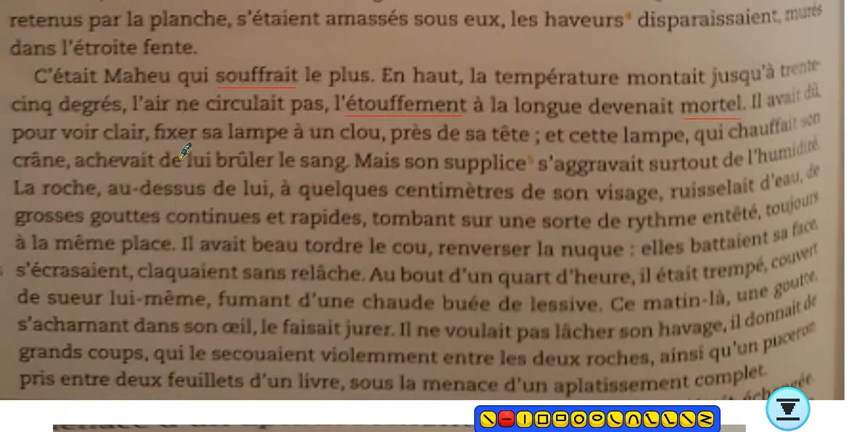 retenus par la planche, s'étaient amassés sous eux, les haveurs⁴ disparaissaient, murés
dans l'étroite fente.
C'était Maheu qui souffrait le plus. En haut, la température montait jusqu'à trente-
cinq degrés, l'air ne circulait pas, l'étouffement à la longue devenait mortel. Il avait dû,
pour voir clair, fixer sa lampe à un clou, près de sa tête ; et cette lampe, qui chauffait son
crâne, achevait de lui brûler le sang. Mais son supplice⁵ s'aggravait surtout de l'humidité.
La roche, au-dessus de lui, à quelques centimètres de son visage, ruisselait d'eau, de
grosses gouttes continues et rapides, tombant sur une sorte de rythme entêté, toujours
à la même place. Il avait beau tordre le cou, renverser la nuque : elles battaient sa face,
s'écrasaient, claquaient sans relâche. Au bout d'un quart d'heure, il était trempé, couvert
de sueur lui-même, fumant d'une chaude buée de lessive. Ce matin-là, une goutte,
s'acharnant dans son œil, le faisait jurer. Il ne voulait pas lâcher son havage, il donnait de
grands coups, qui le secouaient violemment entre les deux roches, ainsi qu'un puceron
pris entre deux feuillets d'un livre, sous la menace d'un aplatissement complet.